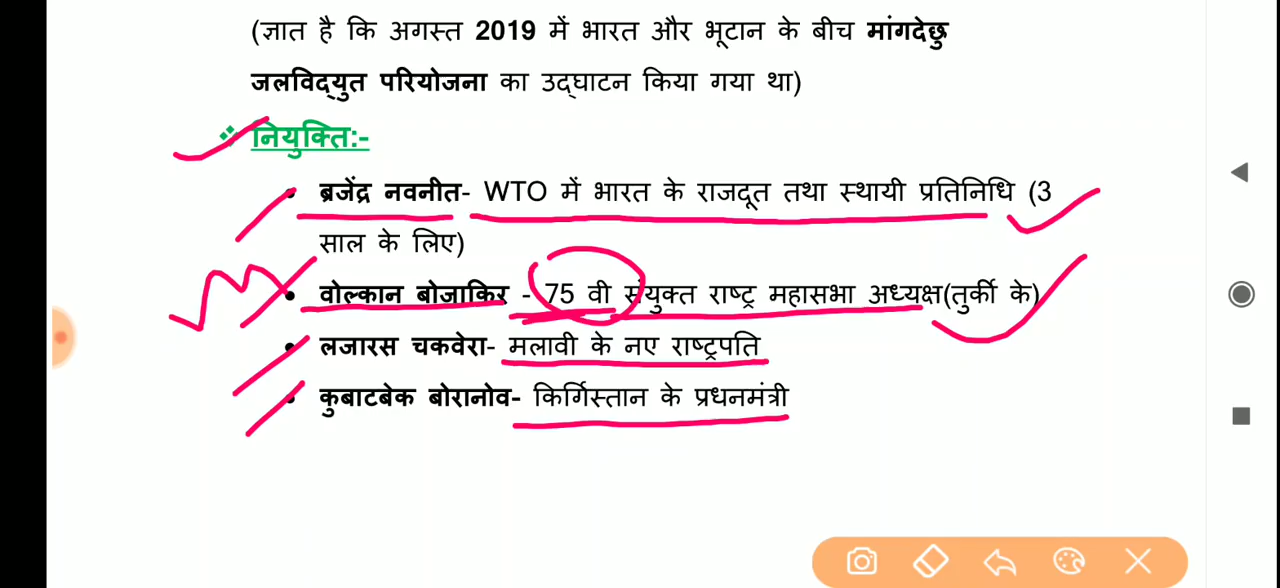 (ज्ञात है कि अगस्त 2019 में भारत और भूटान के बीच मांगदेछु
जलविद्युत परियोजना का उद्घाटन किया गया था)
❖ नियुक्ति:-
• ब्रजेंद्र नवनीत- WTO में भारत के राजदूत तथा स्थायी प्रतिनिधि (3
साल के लिए)
• वोल्कान बोजाकिर - 75 वी संयुक्त राष्ट्र महासभा अध्यक्ष(तुर्की के)
• लजारस चकवेरा- मलावी के नए राष्ट्रपति
• कुबाटबेक बोरानोव- किर्गिस्तान के प्रधनमंत्री